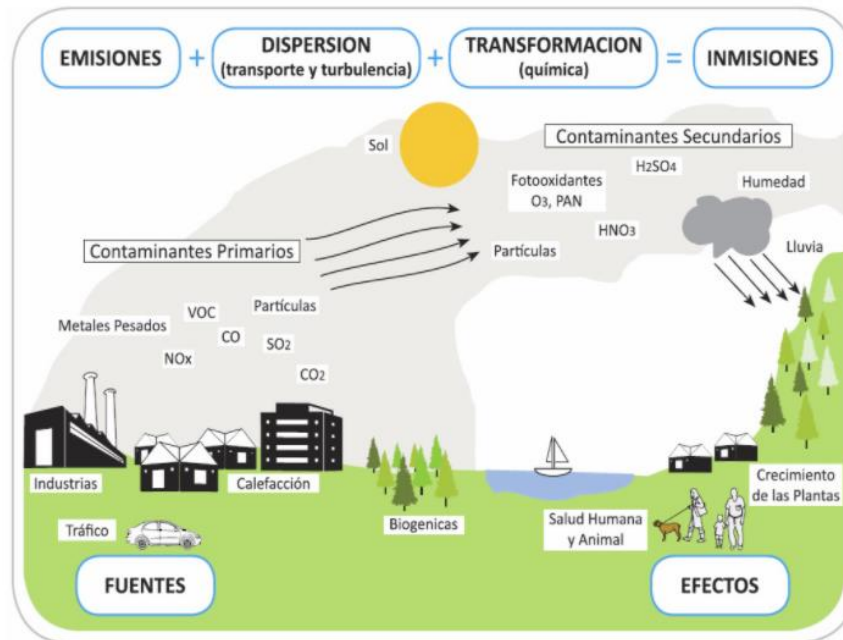 EMISIONES + DISPERSION + TRANSFORMACION = INMISIONES
(transporte y turbulencia) (química)
Sol
Contaminantes Secundarios
H2SO4
Fotooxidantes
O3, PAN
Humedad
HNO3
Contaminantes Primarios
Partículas
Lluvia
Partículas
VOC
Metales Pesados
CO
SO2
NOx
CO2
Industrias
Calefacción
Crecimiento
de las Plantas
Biogenicas
Salud Humana
y Animal
Tráfico
FUENTES
EFECTOS